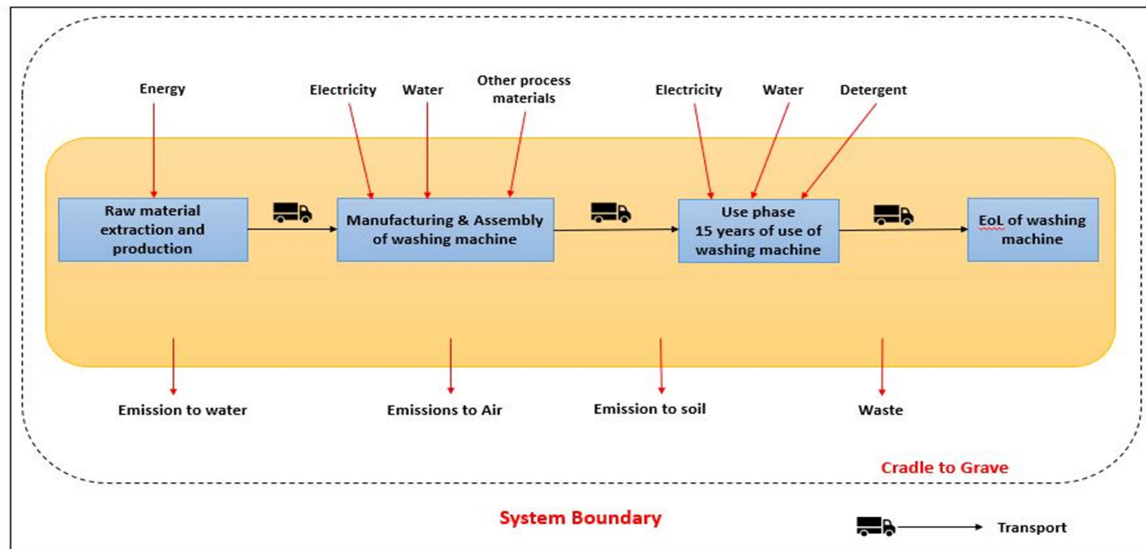 Energy
Electricity
Water
Other process
materials
Electricity
Water
Detergent
Raw material
extraction and
production
Manufacturing & Assembly
of washing machine
Use phase
15 years of use of
washing machine
EoL of washing
machine
Emission to water
Emissions to Air
Emission to soil
Waste
Cradle to Grave
System Boundary
Transport